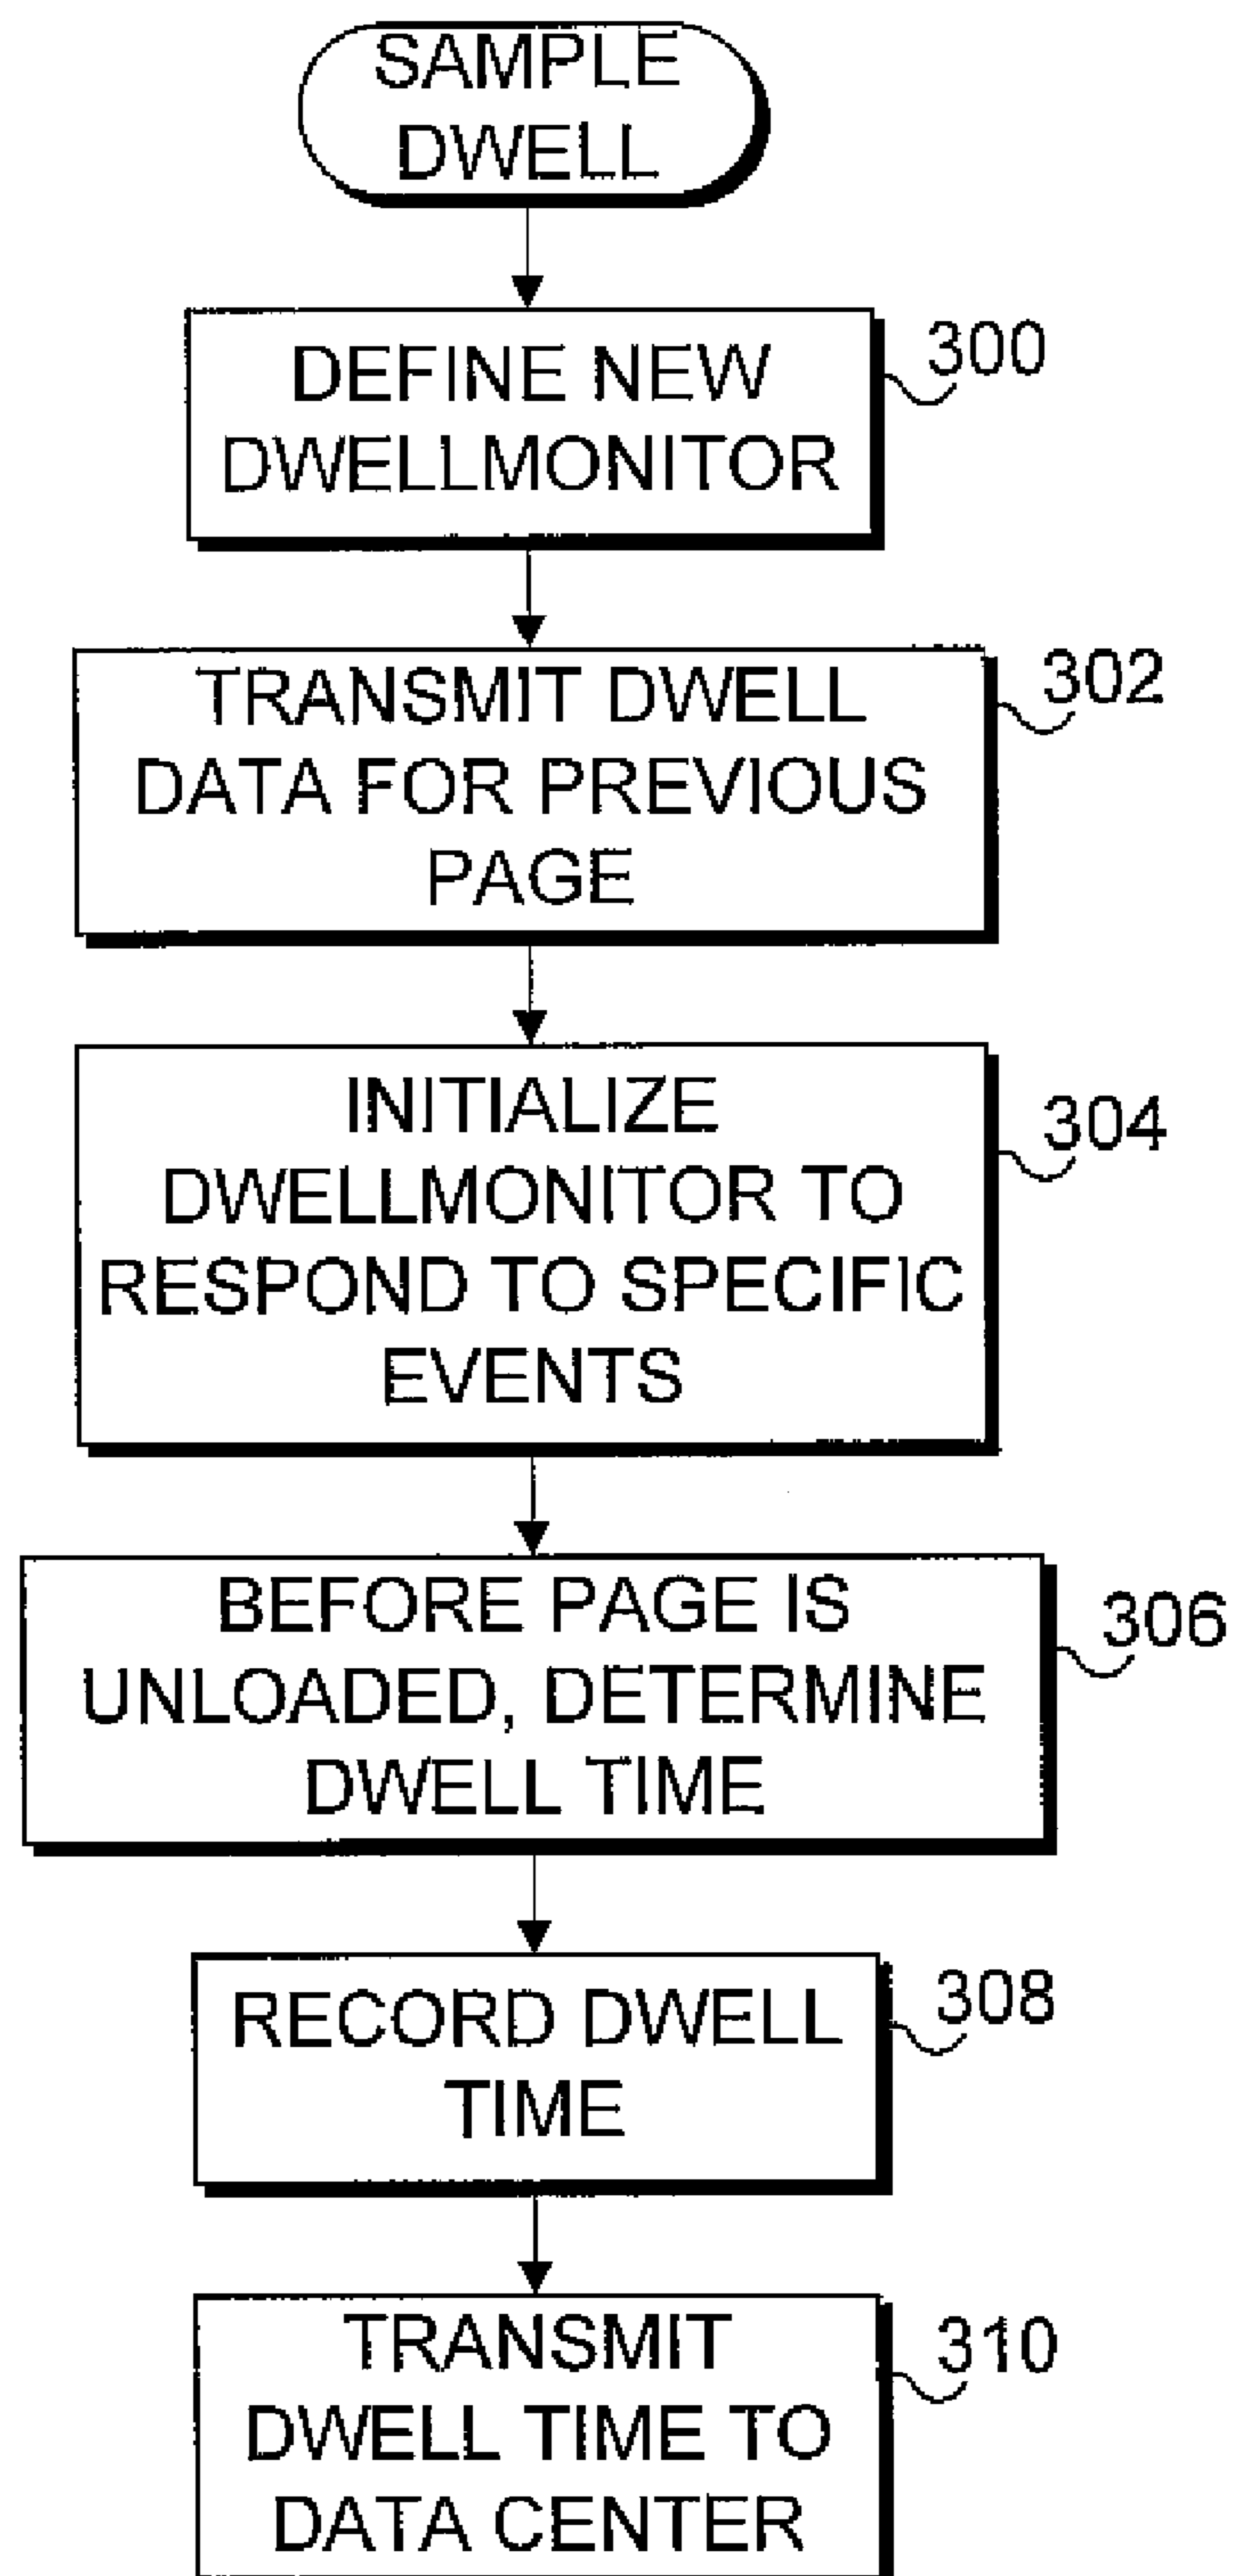 SAMPLE
DWELL
DEFINE NEW
DWELLMONITOR
300
TRANSMIT DWELL
DATA FOR PREVIOUS
PAGE
302
INITIALIZE
DWELLMONITOR TO
RESPOND TO SPECIFIC
EVENTS
304
BEFORE PAGE IS
UNLOADED, DETERMINE
DWELL TIME
306
RECORD DWELL
TIME
308
TRANSMIT
DWELL TIME TO
DATA CENTER
310